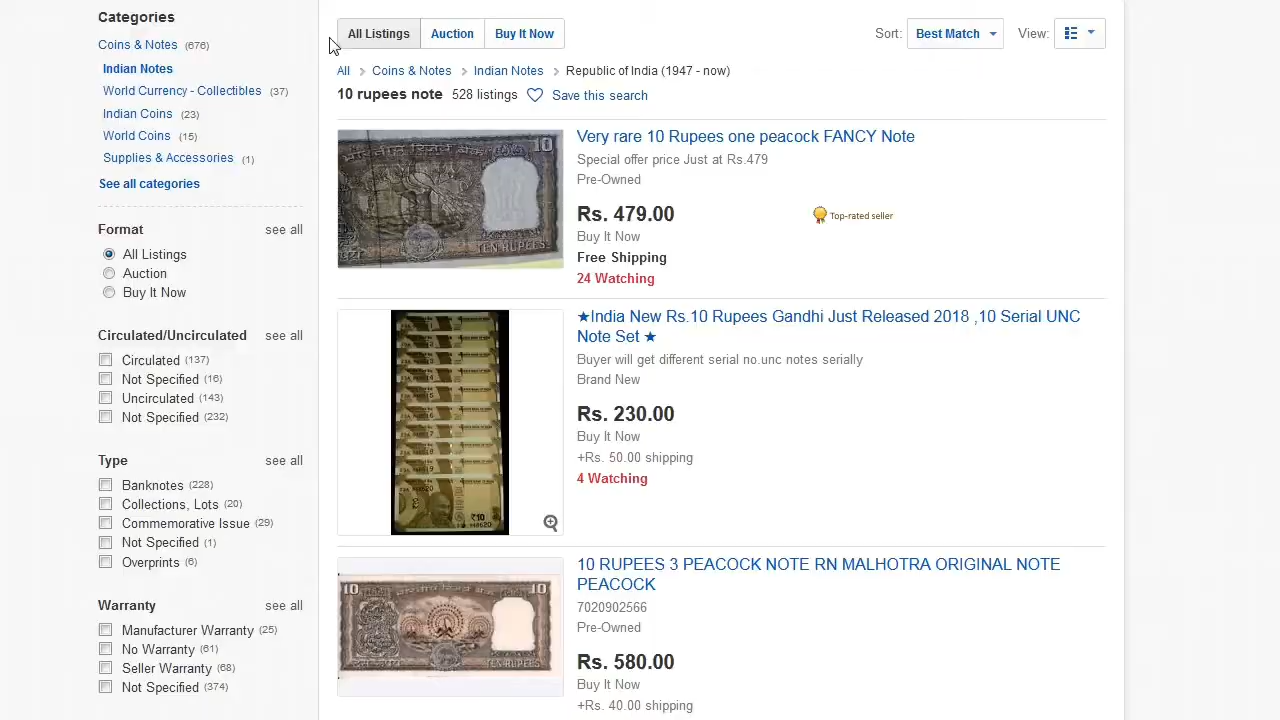 Categories
Coins & Notes (676)
Indian Notes
World Currency - Collectibles (37)
Indian Coins (23)
World Coins (15)
Supplies & Accessories (1)
See all categories
Format see all
All Listings
Auction
Buy It Now
Circulated/Uncirculated see all
Circulated (137)
Not Specified (16)
Uncirculated (143)
Not Specified (232)
Type see all
Banknotes (228)
Collections, Lots (20)
Commemorative Issue (29)
Not Specified (1)
Overprints (6)
Warranty see all
Manufacturer Warranty (25)
No Warranty (61)
Seller Warranty (68)
Not Specified (374)
All Listings Auction Buy It Now Sort: Best Match View:
All > Coins & Notes > Indian Notes > Republic of India (1947 - now)
10 rupees note 528 listings Save this search
10
TEN RUPEES
Very rare 10 Rupees one peacock FANCY Note
Special offer price Just at Rs.479
Pre-Owned
Rs. 479.00
Top-rated seller
Buy It Now
Free Shipping
24 Watching
₹10
★India New Rs.10 Rupees Gandhi Just Released 2018 ,10 Serial UNC
Note Set ★
Buyer will get different serial no.unc notes serially
Brand New
Rs. 230.00
Buy It Now
+Rs. 50.00 shipping
4 Watching
10 10
TEN RUPEES
10 RUPEES 3 PEACOCK NOTE RN MALHOTRA ORIGINAL NOTE
PEACOCK
7020902566
Pre-Owned
Rs. 580.00
Buy It Now
+Rs. 40.00 shipping